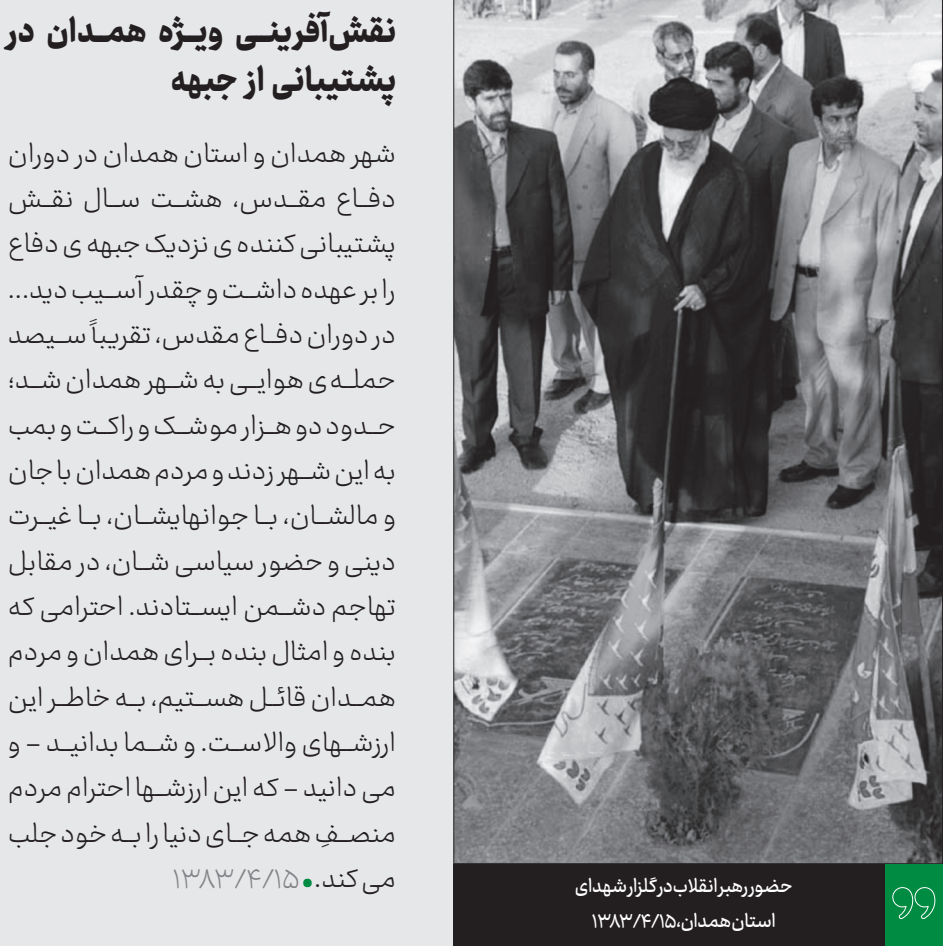 نقش‌آفرینی ویژه همدان در
پشتیبانی از جبهه
شهر همدان و استان همدان در دوران
دفاع مقدس، هشت سال نقش
پشتیبانی کننده ی نزدیک جبهه ی دفاع
را بر عهده داشت و چقدر آسیب دید...
در دوران دفاع مقدس، تقریباً سیصد
حمله‌ی هوایی به شهر همدان شد؛
حدود دو هزار موشک و راکت و بمب
به این شهر زدند و مردم همدان با جان
و مالشان، با جوانهایشان، با غیرت
دینی و حضور سیاسی شان، در مقابل
تهاجم دشمن ایستادند. احترامی که
بنده و امثال بنده برای همدان و مردم
همدان قائل هستیم، به خاطر این
ارزشهای والاست. و شما بدانید – و
می دانید – که این ارزشها احترام مردم
منصفِ همه جای دنیا را به خود جلب
می کند. • ۱۳۸۳/۴/۱۵
حضور رهبر انقلاب در گلزار شهدای
استان همدان، ۱۳۸۳/۴/۱۵